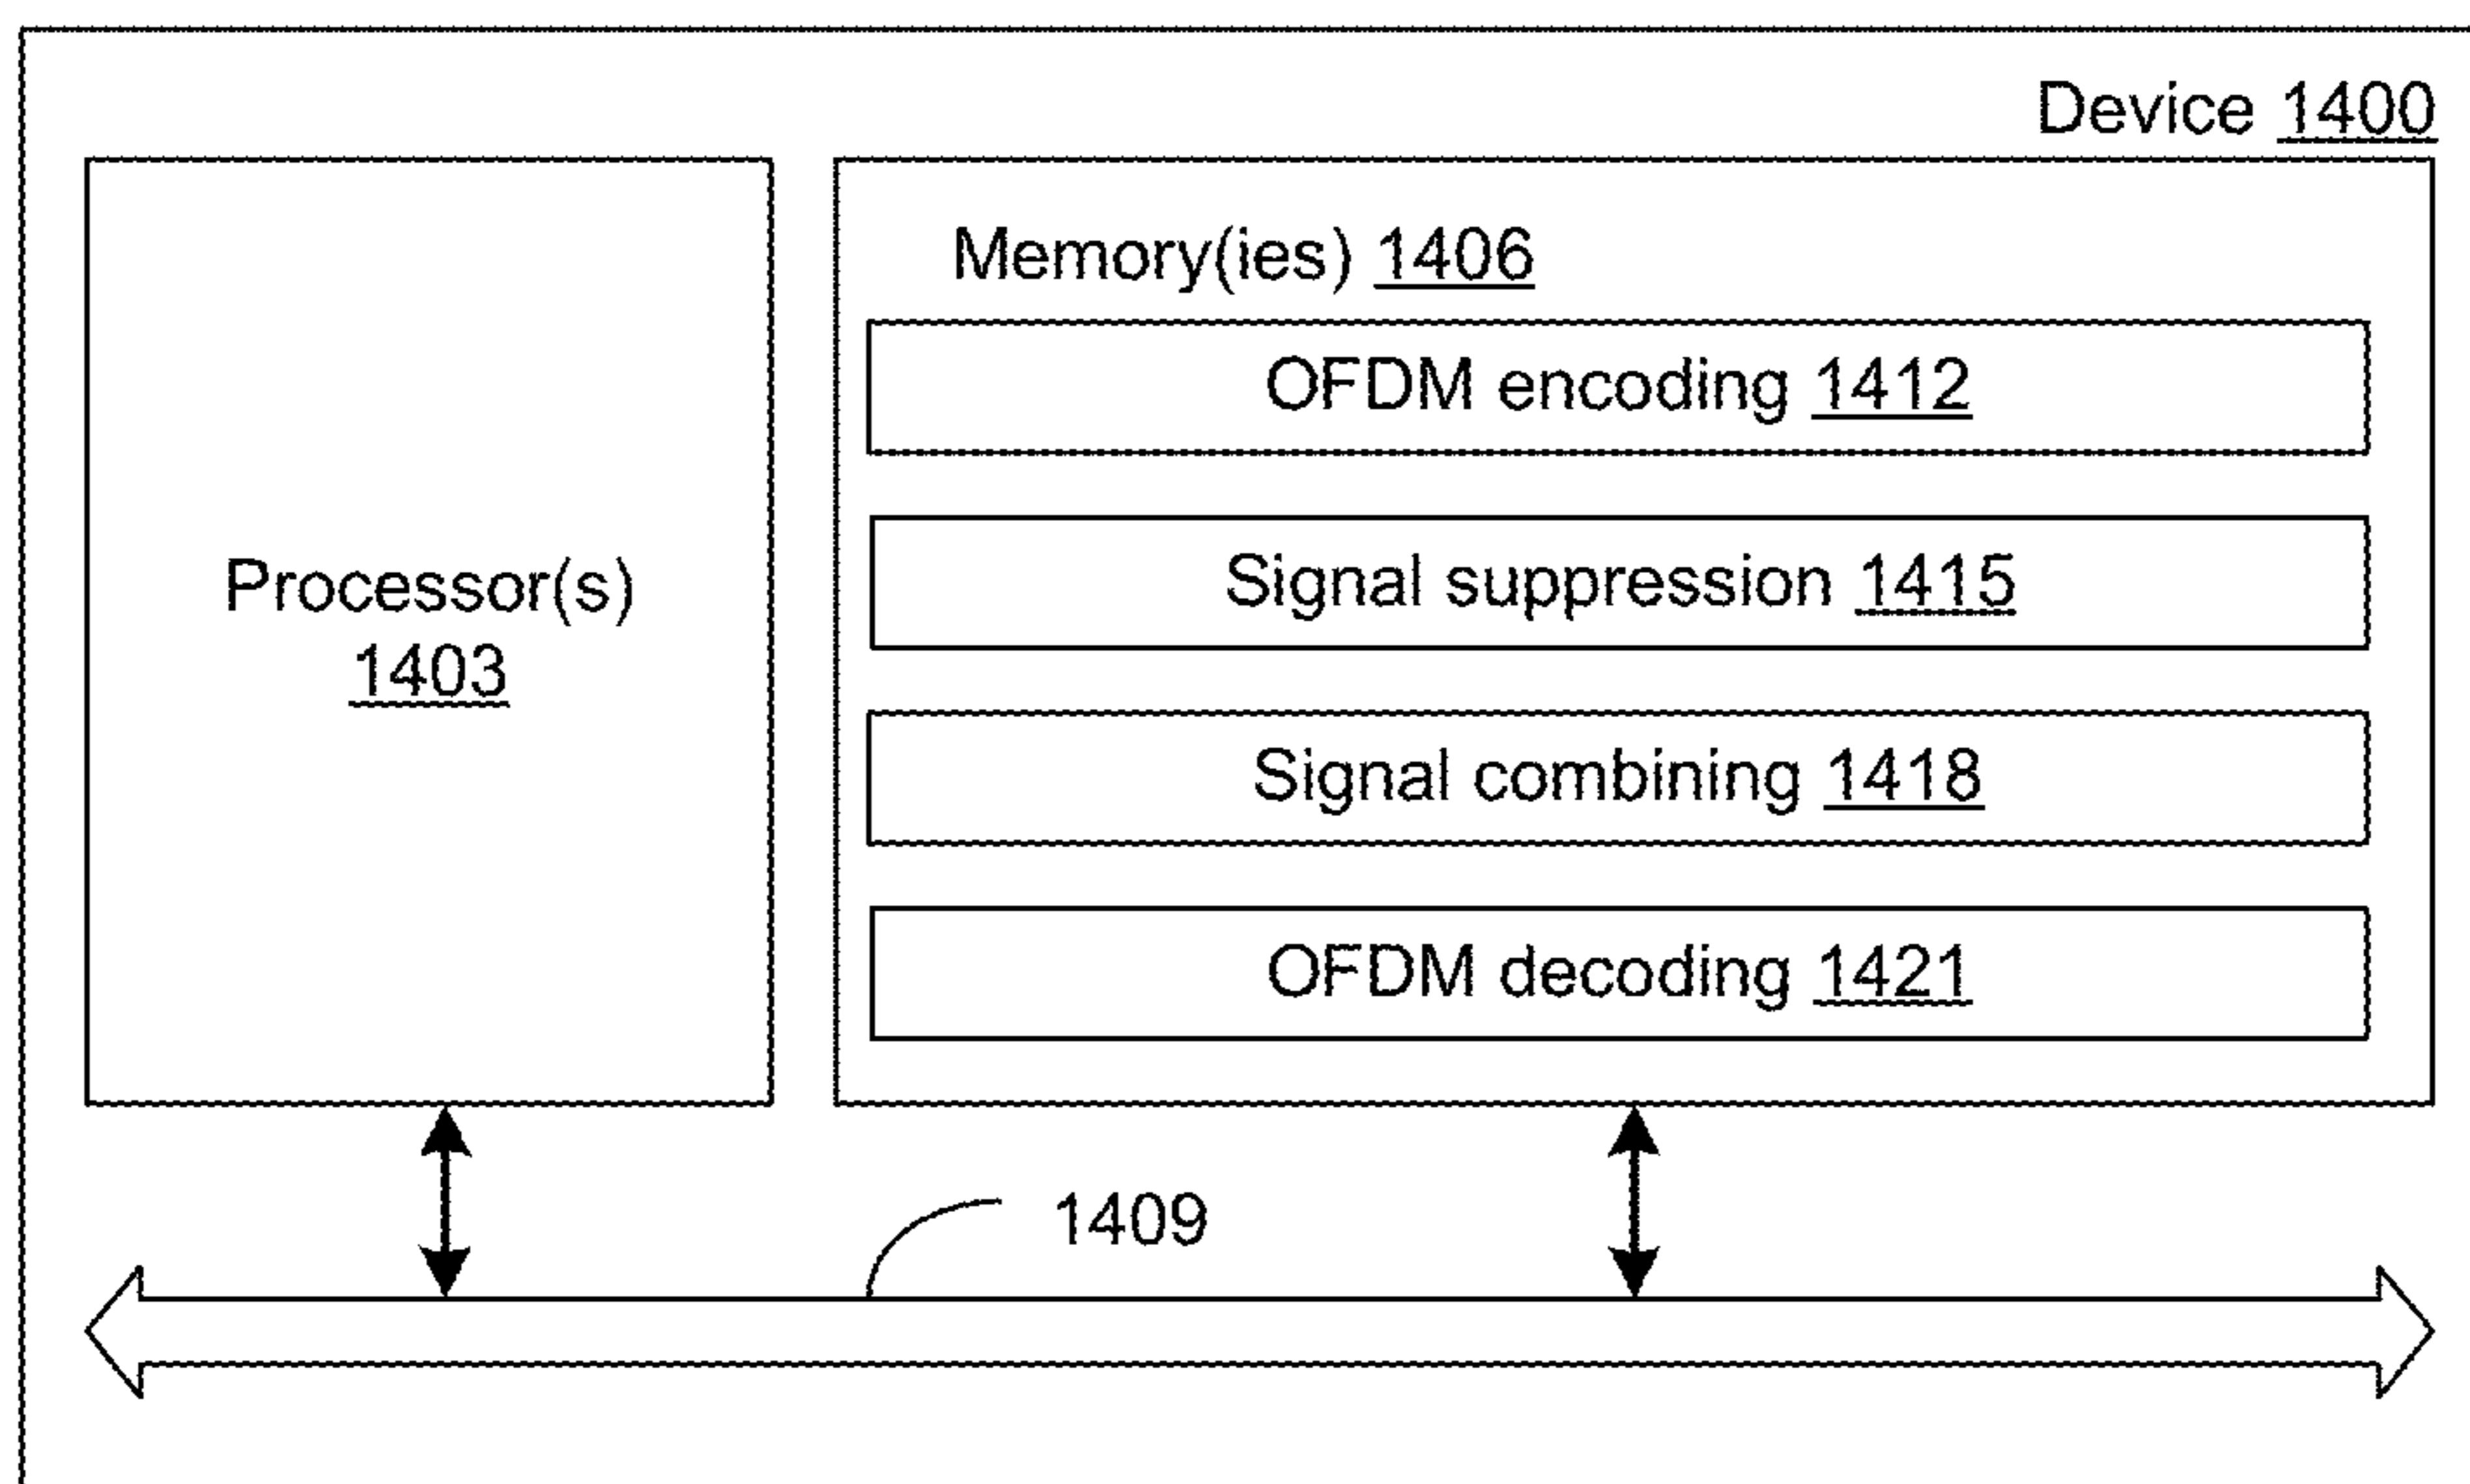 Device 1400
Memory(ies) 1406
OFDM encoding 1412
Signal suppression 1415
Processor(s)
1403
Signal combining 1418
OFDM decoding 1421
1409